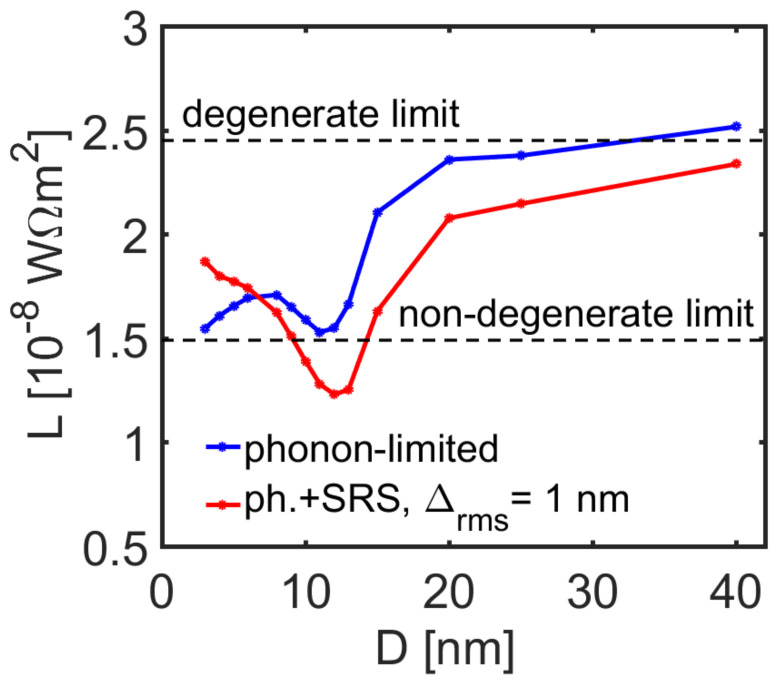 3
2.5
2
1.5
1
0.5
L [10⁻⁸ WΩm²]
degenerate limit
non-degenerate limit
phonon-limited
ph.+SRS, Δrms= 1 nm
0 10 20 30 40
D [nm]